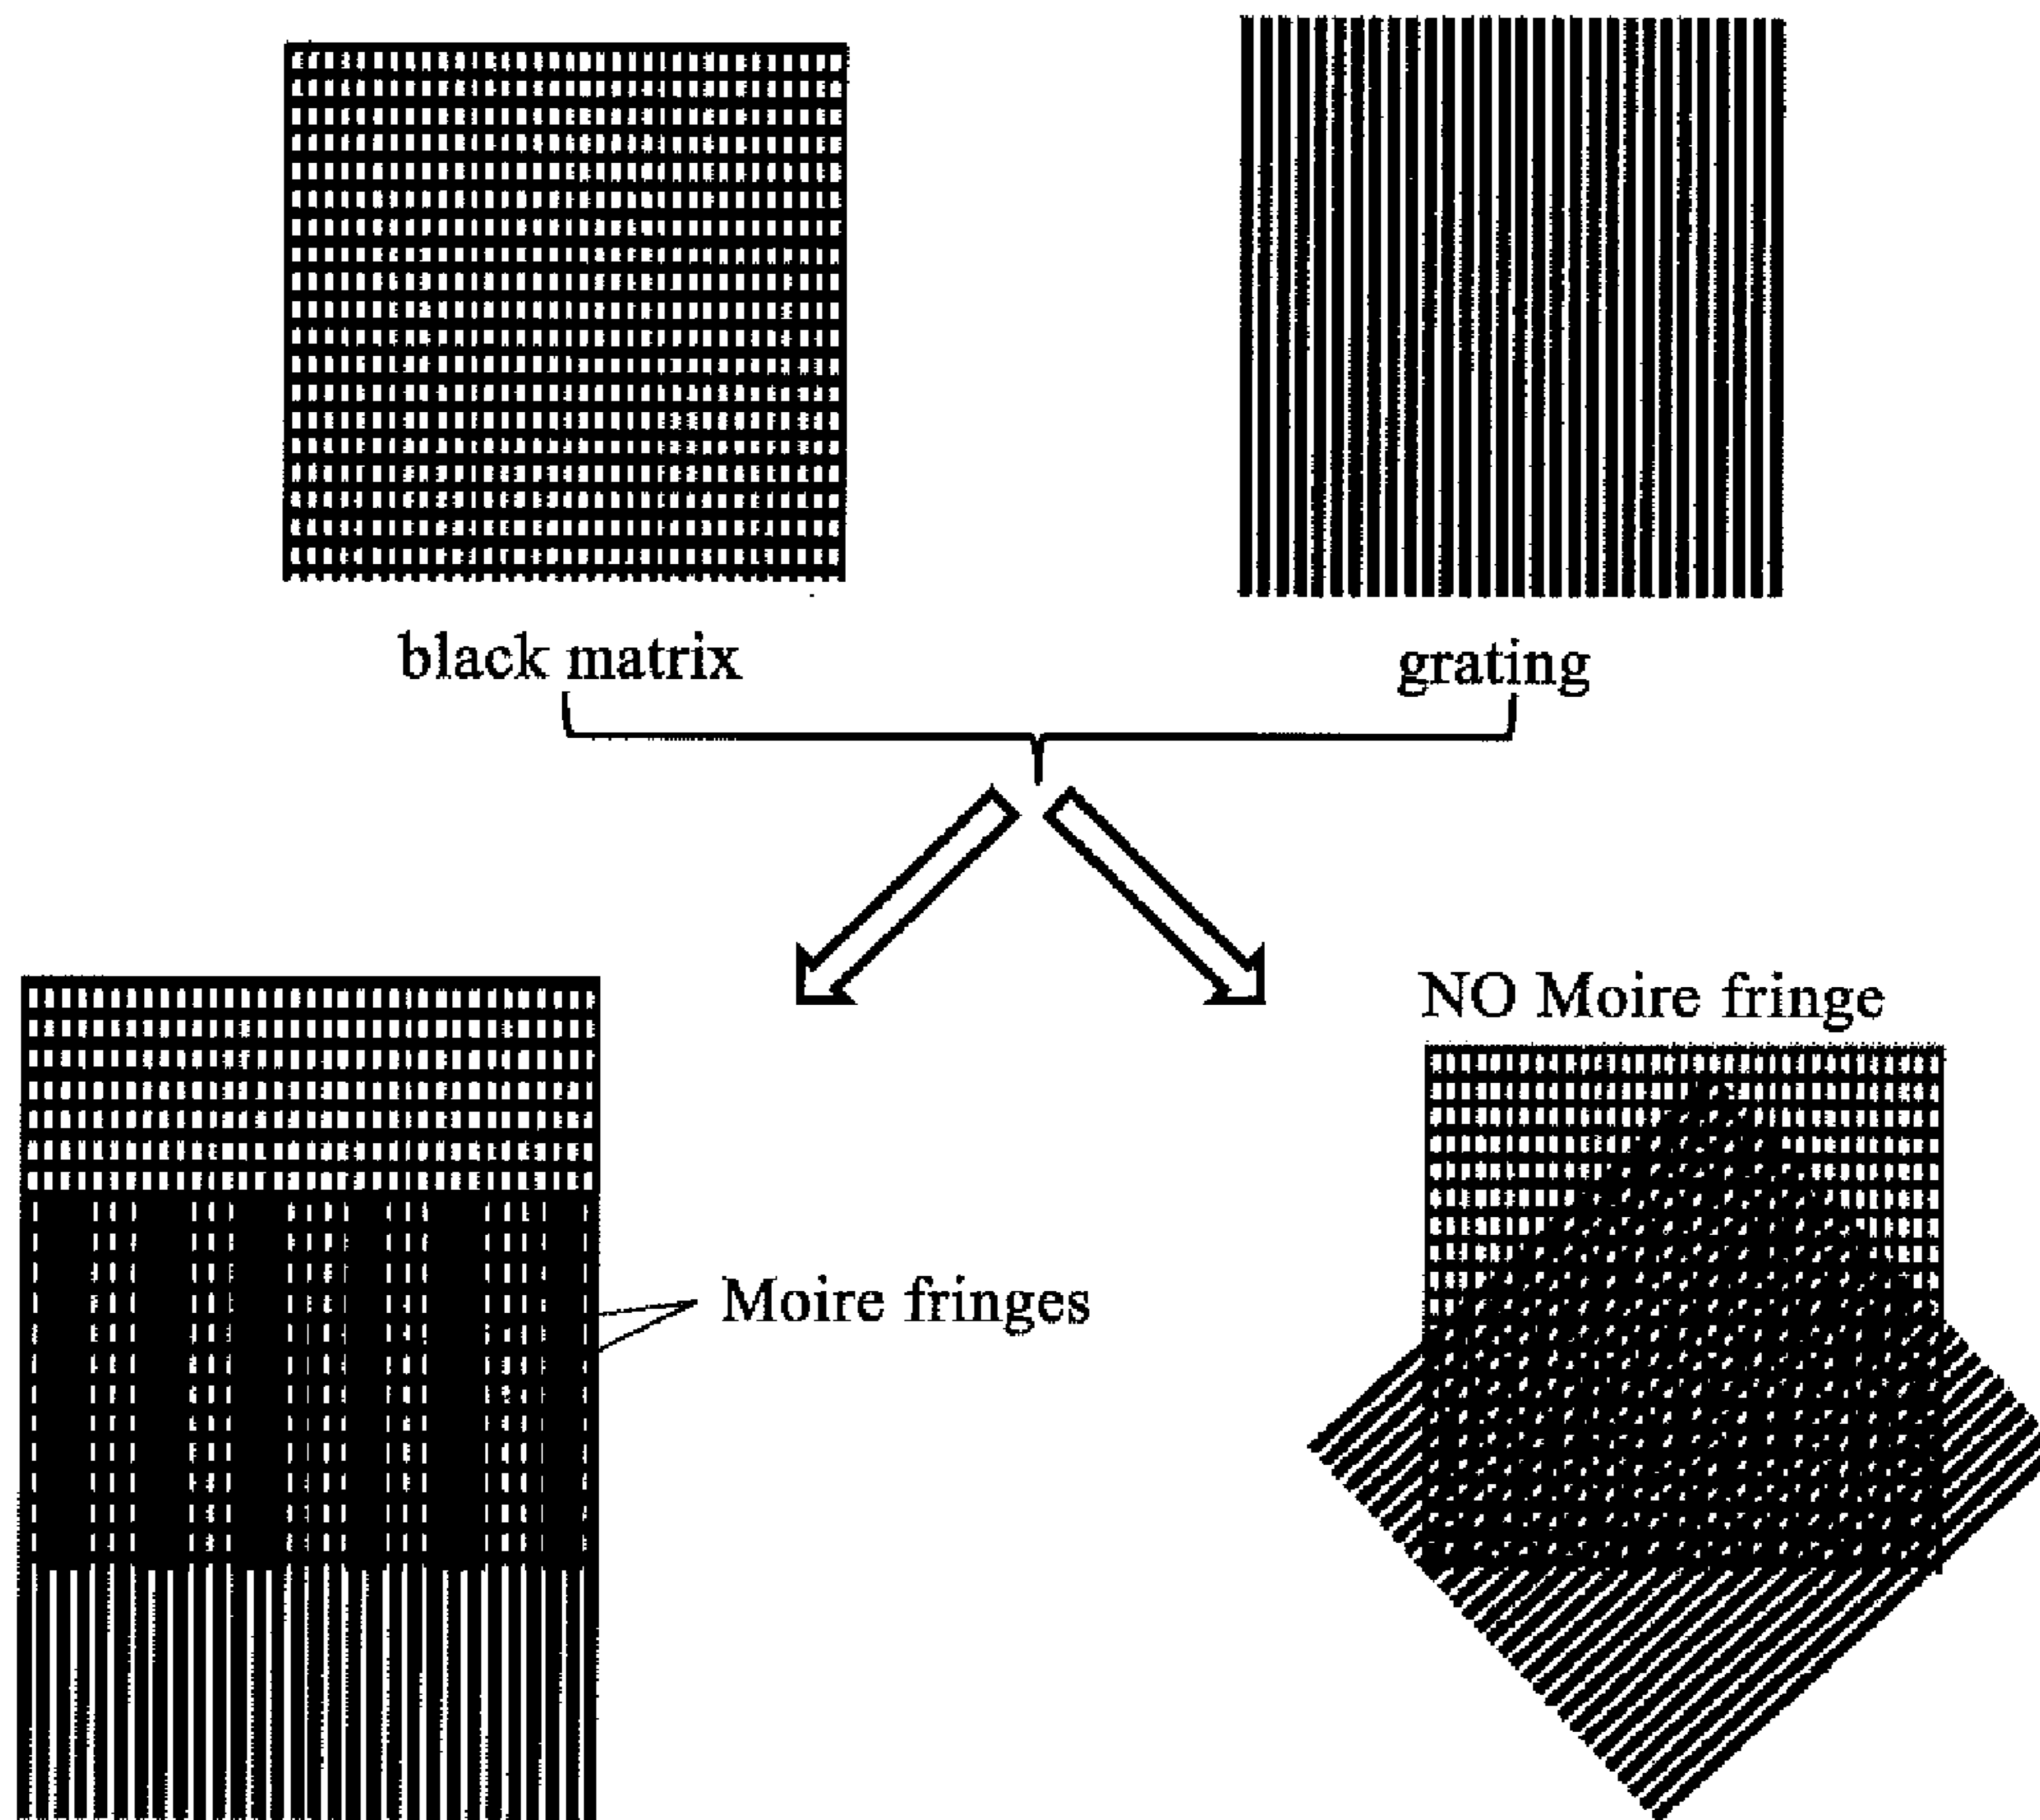 black matrix
grating
NO Moire fringe
Moire fringes